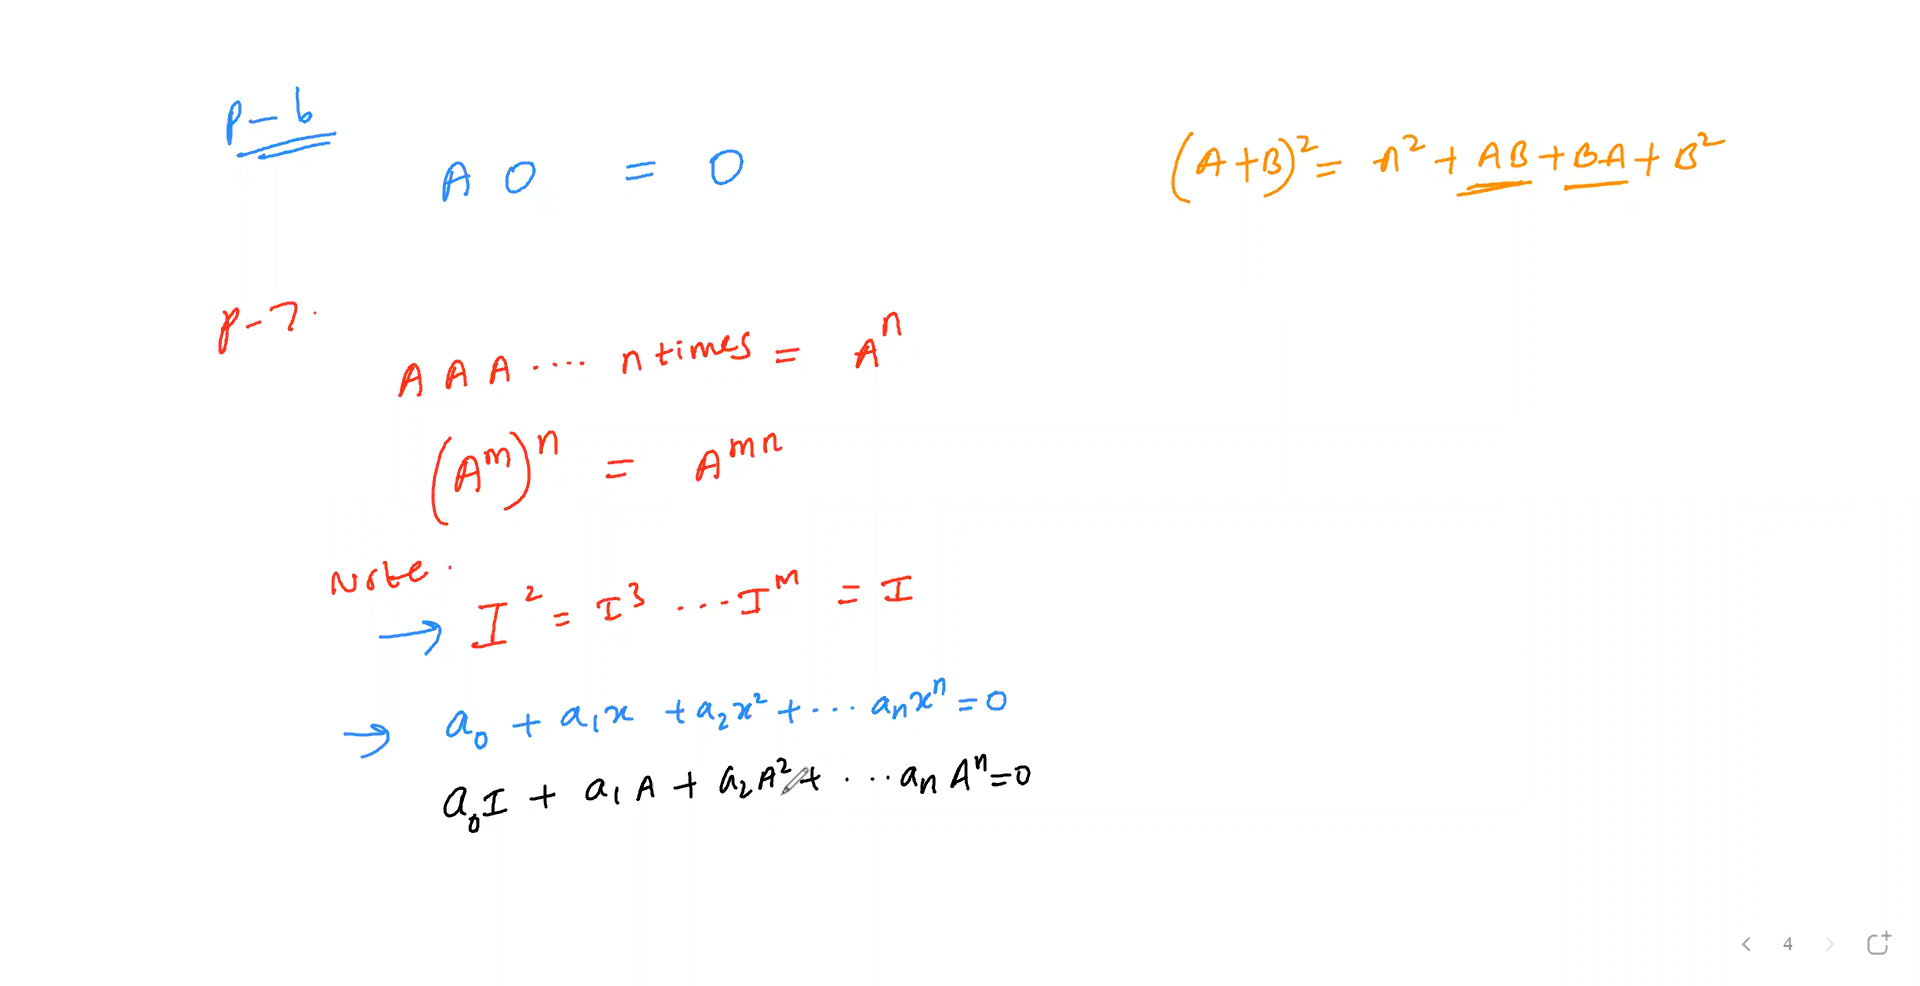 P-6
A O = O
(A+B)² = A² + AB + BA + B²
P-7.
A A A .... n times = Aⁿ
(Aᵐ)ⁿ = Aᵐⁿ
Note.
→ I² = I³ ... Iᵐ = I
→ a₀ + a₁x + a₂x² + ... aₙxⁿ = 0
a₀I + a₁A + a₂A² + ... aₙAⁿ = 0
4